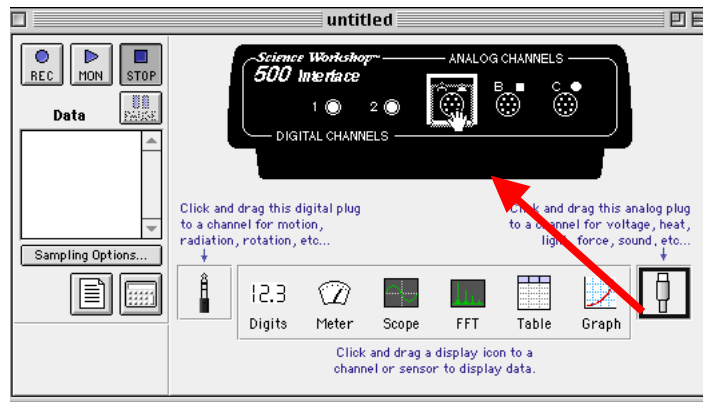 untitled
REC MON STOP
PAUSE
Data
Sampling Options...
Science Workshop™
500 Interface
ANALOG CHANNELS
A B C
1 2
DIGITAL CHANNELS
Click and drag this digital plug
to a channel for motion,
radiation, rotation, etc...
Click and drag this analog plug
to a channel for voltage, heat,
light, force, sound, etc...
12.3
Digits Meter Scope FFT Table Graph
Click and drag a display icon to a
channel or sensor to display data.